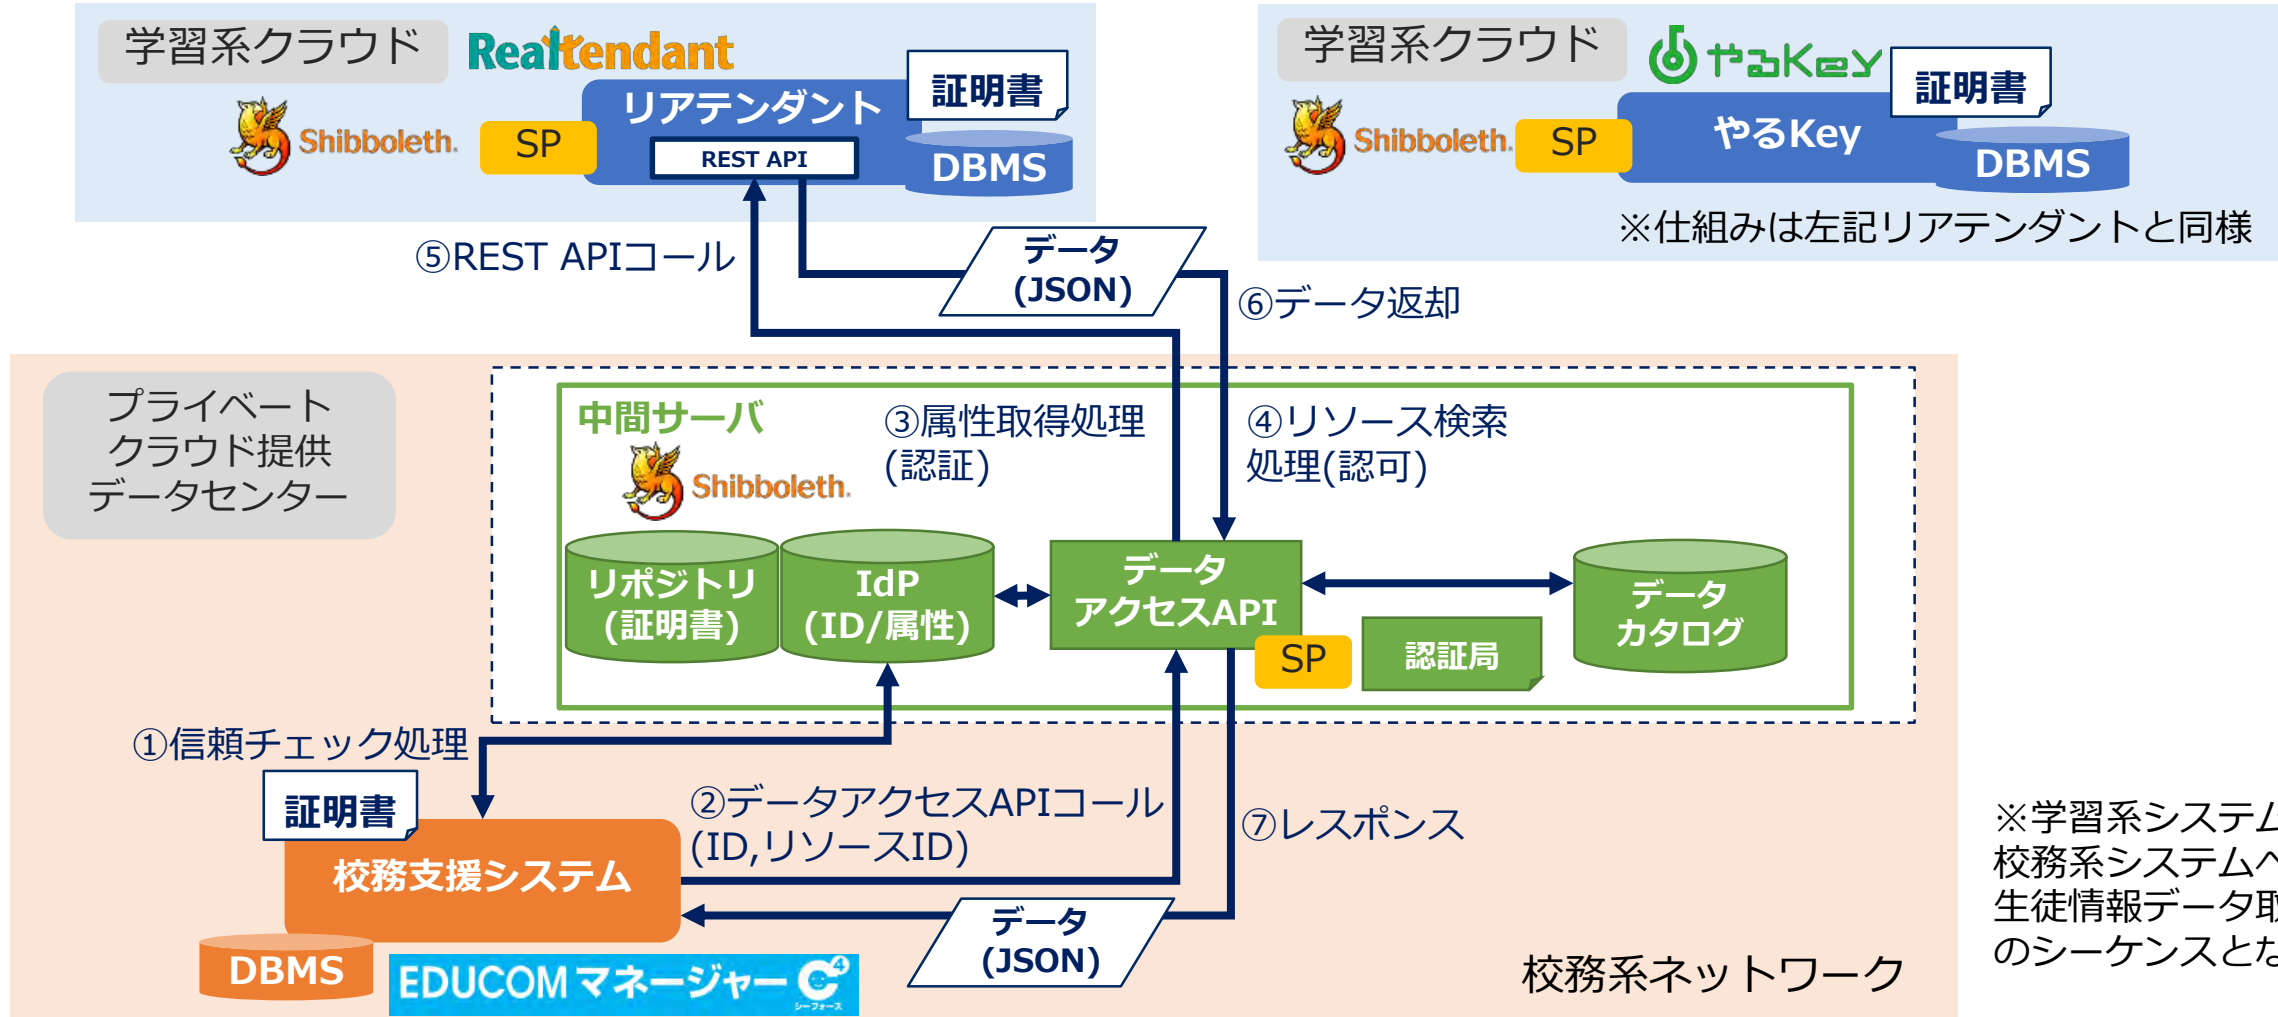 学習系クラウド
Realtendant
証明書
リアテンダント
Shibboleth.
SP
REST API
DBMS
学習系クラウド
やるKey
証明書
Shibboleth.
SP
やるKey
DBMS
※仕組みは左記リアテンダントと同様
⑤REST APIコール
データ
(JSON)
⑥データ返却
プライベート
クラウド提供
データセンター
中間サーバ
Shibboleth.
③属性取得処理
(認証)
④リソース検索
処理(認可)
リポジトリ
(証明書)
IdP
(ID/属性)
データ
アクセスAPI
SP
認証局
データ
カタログ
①信頼チェック処理
証明書
校務支援システム
DBMS
EDUCOMマネージャー C4
シーフォース
②データアクセスAPIコール
(ID,リソースID)
⑦レスポンス
データ
(JSON)
校務系ネットワーク
※学習系システム
校務系システムへ
生徒情報データ取
のシーケンスとな